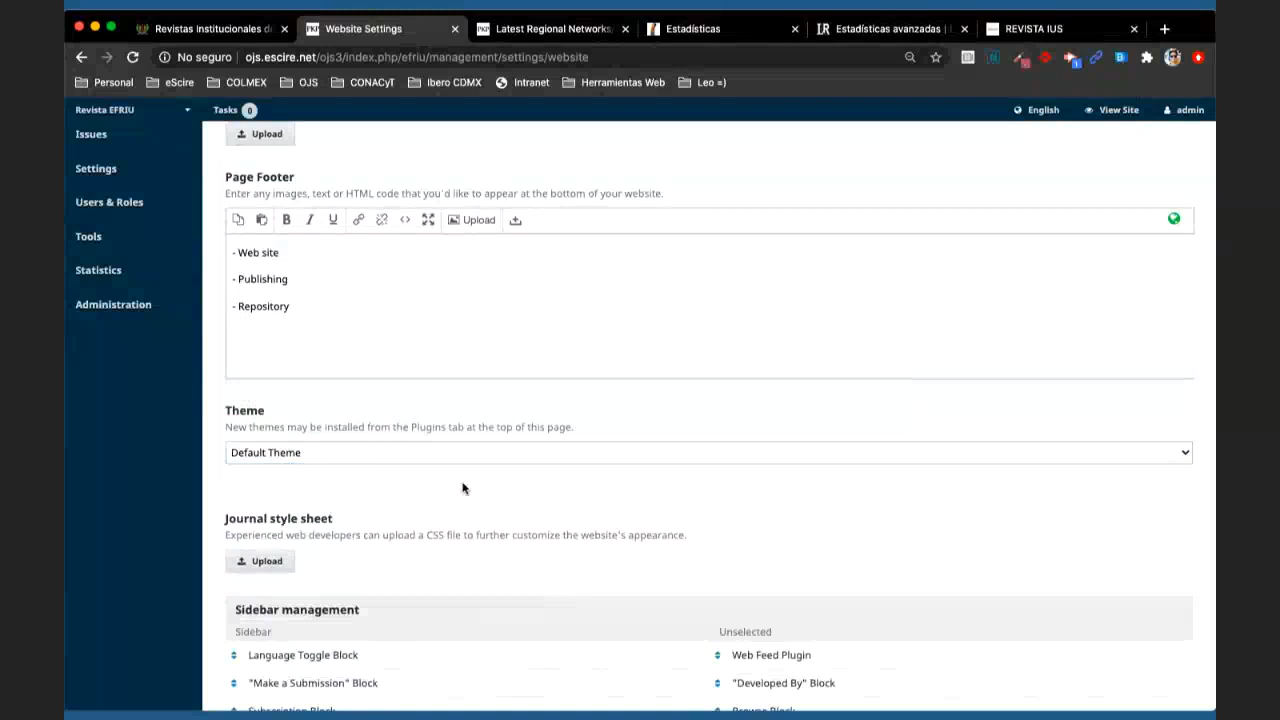 Revistas Institucionales d
Website Settings
Latest Regional Networks
Estadísticas
Estadísticas avanzadas |
REVISTA IUS
No seguro
ojs.escire.net/ojs3/index.php/efriu/management/settings/website
Personal
eScire
COLMEX
OJS
CONACyT
Ibero CDMX
Intranet
Herramientas Web
Leo =)
Revista EFRIU
Tasks 0
English
View Site
admin
Issues
Settings
Users & Roles
Tools
Statistics
Administration
Upload
Page Footer
Enter any images, text or HTML code that you'd like to appear at the bottom of your website.
B I U Upload
- Web site
- Publishing
- Repository
Theme
New themes may be installed from the Plugins tab at the top of this page.
Default Theme
Journal style sheet
Experienced web developers can upload a CSS file to further customize the website's appearance.
Upload
Sidebar management
Sidebar
Unselected
Language Toggle Block
Web Feed Plugin
"Make a Submission" Block
"Developed By" Block
Subscription Block
Browse Block